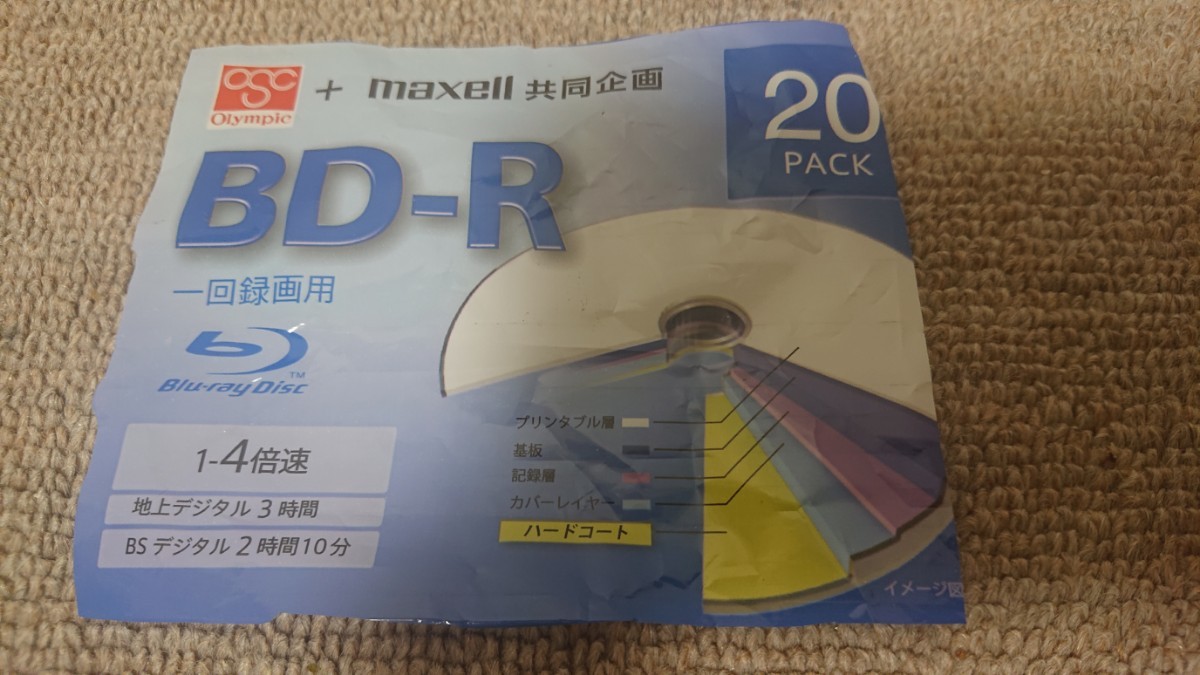 OSC
Olympic + maxell 共同企画
20
PACK
BD-R
一回録画用
Blu-ray Disc™
プリンタブル層
基板
記録層
カバーレイヤー
ハードコート
1-4倍速
地上デジタル 3時間
BSデジタル 2時間10分
イメージ図